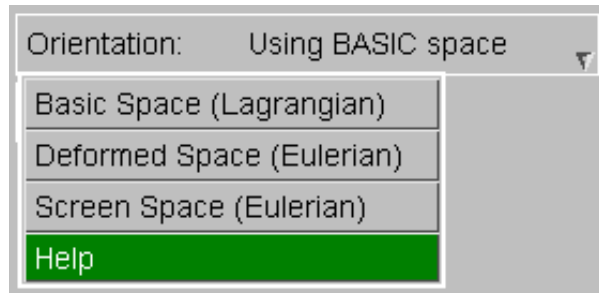 Orientation: Using BASIC space
Basic Space (Lagrangian)
Deformed Space (Eulerian)
Screen Space (Eulerian)
Help